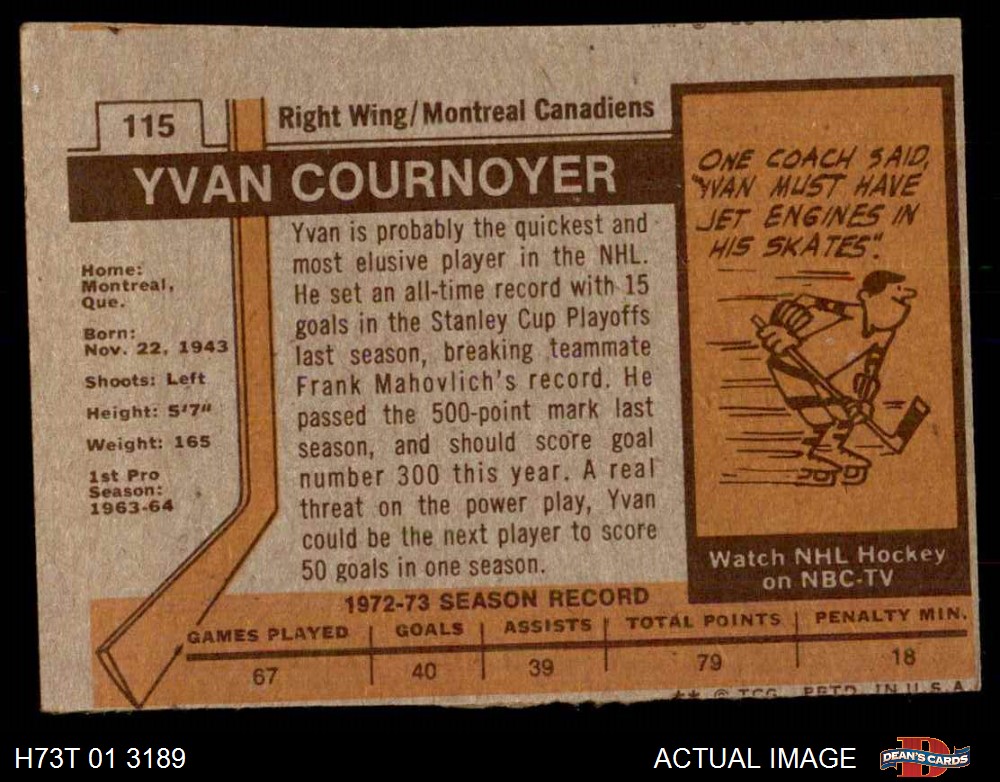 115
Right Wing/Montreal Canadiens
YVAN COURNOYER
Home:
Montreal,
Que.
Born:
Nov. 22, 1943
Shoots: Left
Height: 5'7"
Weight: 165
1st Pro
Season:
1963-64
Yvan is probably the quickest and
most elusive player in the NHL.
He set an all-time record with 15
goals in the Stanley Cup Playoffs
last season, breaking teammate
Frank Mahovlich's record. He
passed the 500-point mark last
season, and should score goal
number 300 this year. A real
threat on the power play, Yvan
could be the next player to score
50 goals in one season.
ONE COACH SAID,
"YVAN MUST HAVE
JET ENGINES IN
HIS SKATES".
Watch NHL Hockey
on NBC-TV
1972-73 SEASON RECORD
GAMES PLAYED GOALS ASSISTS TOTAL POINTS PENALTY MIN.
67 40 39 79 18
** © TCG PRTD. IN U.S.A.
H73T 01 3189
ACTUAL IMAGE
DEAN'S CARDS